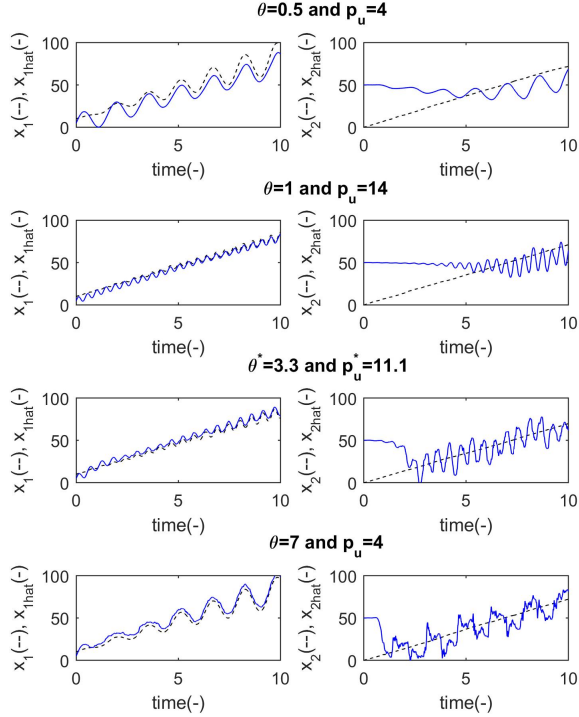 θ=0.5 and p_u=4
x_1(--), x_1hat(-)
100
50
0
0 5 10
time(-)
x_2(--), x_2hat(-)
100
50
0
0 5 10
time(-)
θ=1 and p_u=14
x_1(--), x_1hat(-)
100
50
0
0 5 10
time(-)
x_2(--), x_2hat(-)
100
50
0
0 5 10
time(-)
θ^*=3.3 and p_u^*=11.1
x_1(--), x_1hat(-)
100
50
0
0 5 10
time(-)
x_2(--), x_2hat(-)
100
50
0
0 5 10
time(-)
θ=7 and p_u=4
x_1(--), x_1hat(-)
100
50
0
0 5 10
time(-)
x_2(--), x_2hat(-)
100
50
0
0 5 10
time(-)